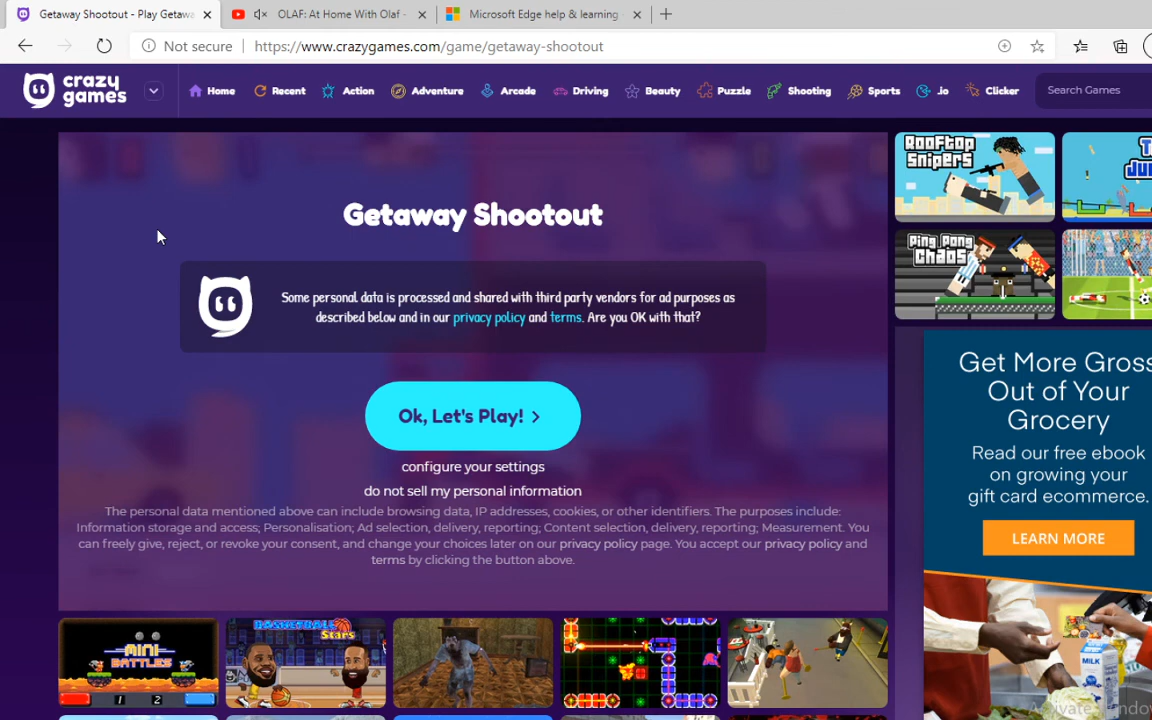 Getaway Shootout - Play Getawa
OLAF: At Home With Olaf -
Microsoft Edge help & learning
Not secure
https://www.crazygames.com/game/getaway-shootout
crazy
games
Home
Recent
Action
Adventure
Arcade
Driving
Beauty
Puzzle
Shooting
Sports
.io
Clicker
Search Games
Getaway Shootout
Some personal data is processed and shared with third party vendors for ad purposes as
described below and in our privacy policy and terms. Are you OK with that?
Ok, Let's Play!
configure your settings
do not sell my personal information
The personal data mentioned above can include browsing data, IP addresses, cookies, or other identifiers. The purposes include:
Information storage and access; Personalisation; Ad selection, delivery, reporting; Content selection, delivery, reporting; Measurement. You
can freely give, reject, or revoke your consent, and change your choices later on our privacy policy page. You accept our privacy policy and
terms by clicking the button above.
Rooftop
Snipers
Ping Pong
Chaos
Get More Gross
Out of Your
Grocery
Read our free ebook
on growing your
gift card ecommerce.
LEARN MORE
MILK
MINI
BATTLES
1 2
BASKETBALL
Stars